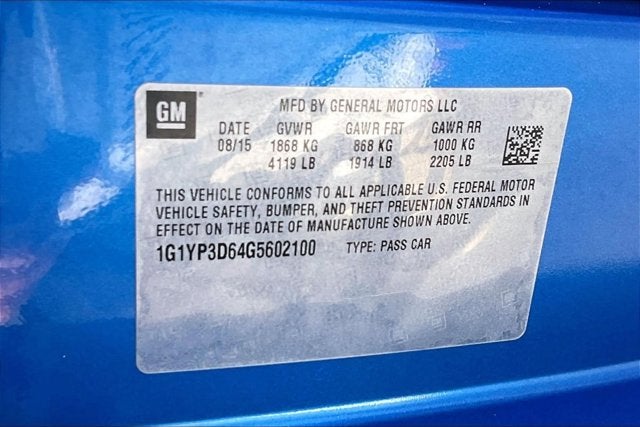 GM
MFD BY GENERAL MOTORS LLC
DATE GVWR GAWR FRT GAWR RR
08/15 1868 KG 868 KG 1000 KG
4119 LB 1914 LB 2205 LB
THIS VEHICLE CONFORMS TO ALL APPLICABLE U.S. FEDERAL MOTOR
VEHICLE SAFETY, BUMPER, AND THEFT PREVENTION STANDARDS IN
EFFECT ON THE DATE OF MANUFACTURE SHOWN ABOVE.
1G1YP3D64G5602100 TYPE: PASS CAR